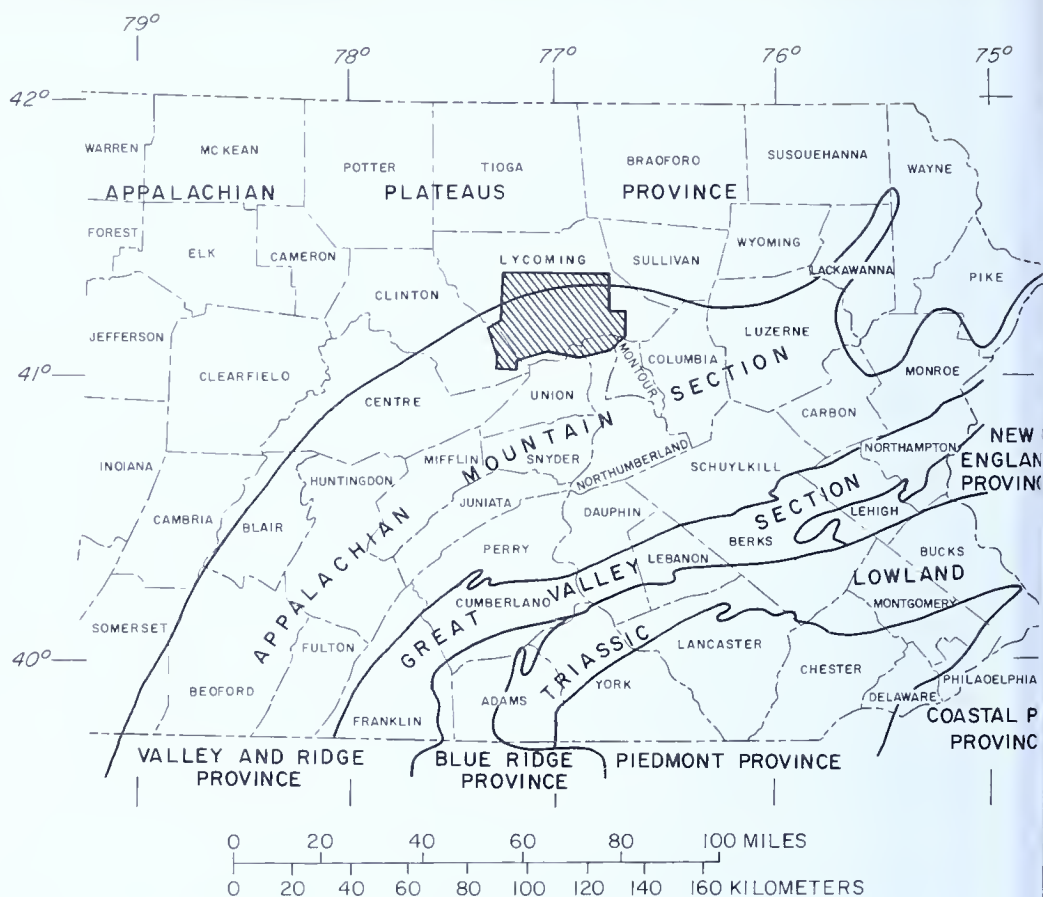 79°
78°
77°
76°
75°
42°
WARREN
MC KEAN
POTTER
TIOGA
BRAOFORO
SUSOUEHANNA
WAYNE
APPALACHIAN PLATEAUS PROVINCE
FOREST
ELK
CAMERON
LYCOMING
SULLIVAN
WYOMING
LACKAWANNA
PIKE
CLINTON
JEFFERSON
LUZERNE
41°
CLEARFIELD
CENTRE
UNION
MONTOUR
COLUMBIA
MONROE
CARBON
APPALACHIAN MOUNTAIN SECTION
INOIANA
HUNTINGDON
MIFFLIN
SNYDER
NORTHUMBERLAND
SCHUYLKILL
NORTHAMPTON
NEW
ENGLAN
PROVINC
CAMBRIA
BLAIR
JUNIATA
DAUPHIN
LEHIGH
PERRY
BERKS
LEBANON
BUCKS
GREAT VALLEY SECTION
CUMBERLANO
LOWLAND
MONTGOMERY
SOMERSET
40°
FULTON
TRIASSIC
LANCASTER
BEOFORO
CHESTER
PHILADELPHIA
ADAMS
YORK
DELAWARE
FRANKLIN
COASTAL P
PROVINC
VALLEY AND RIDGE
PROVINCE
BLUE RIDGE
PROVINCE
PIEDMONT PROVINCE
0 20 40 60 80 100 MILES
0 20 40 60 80 100 120 140 160 KILOMETERS